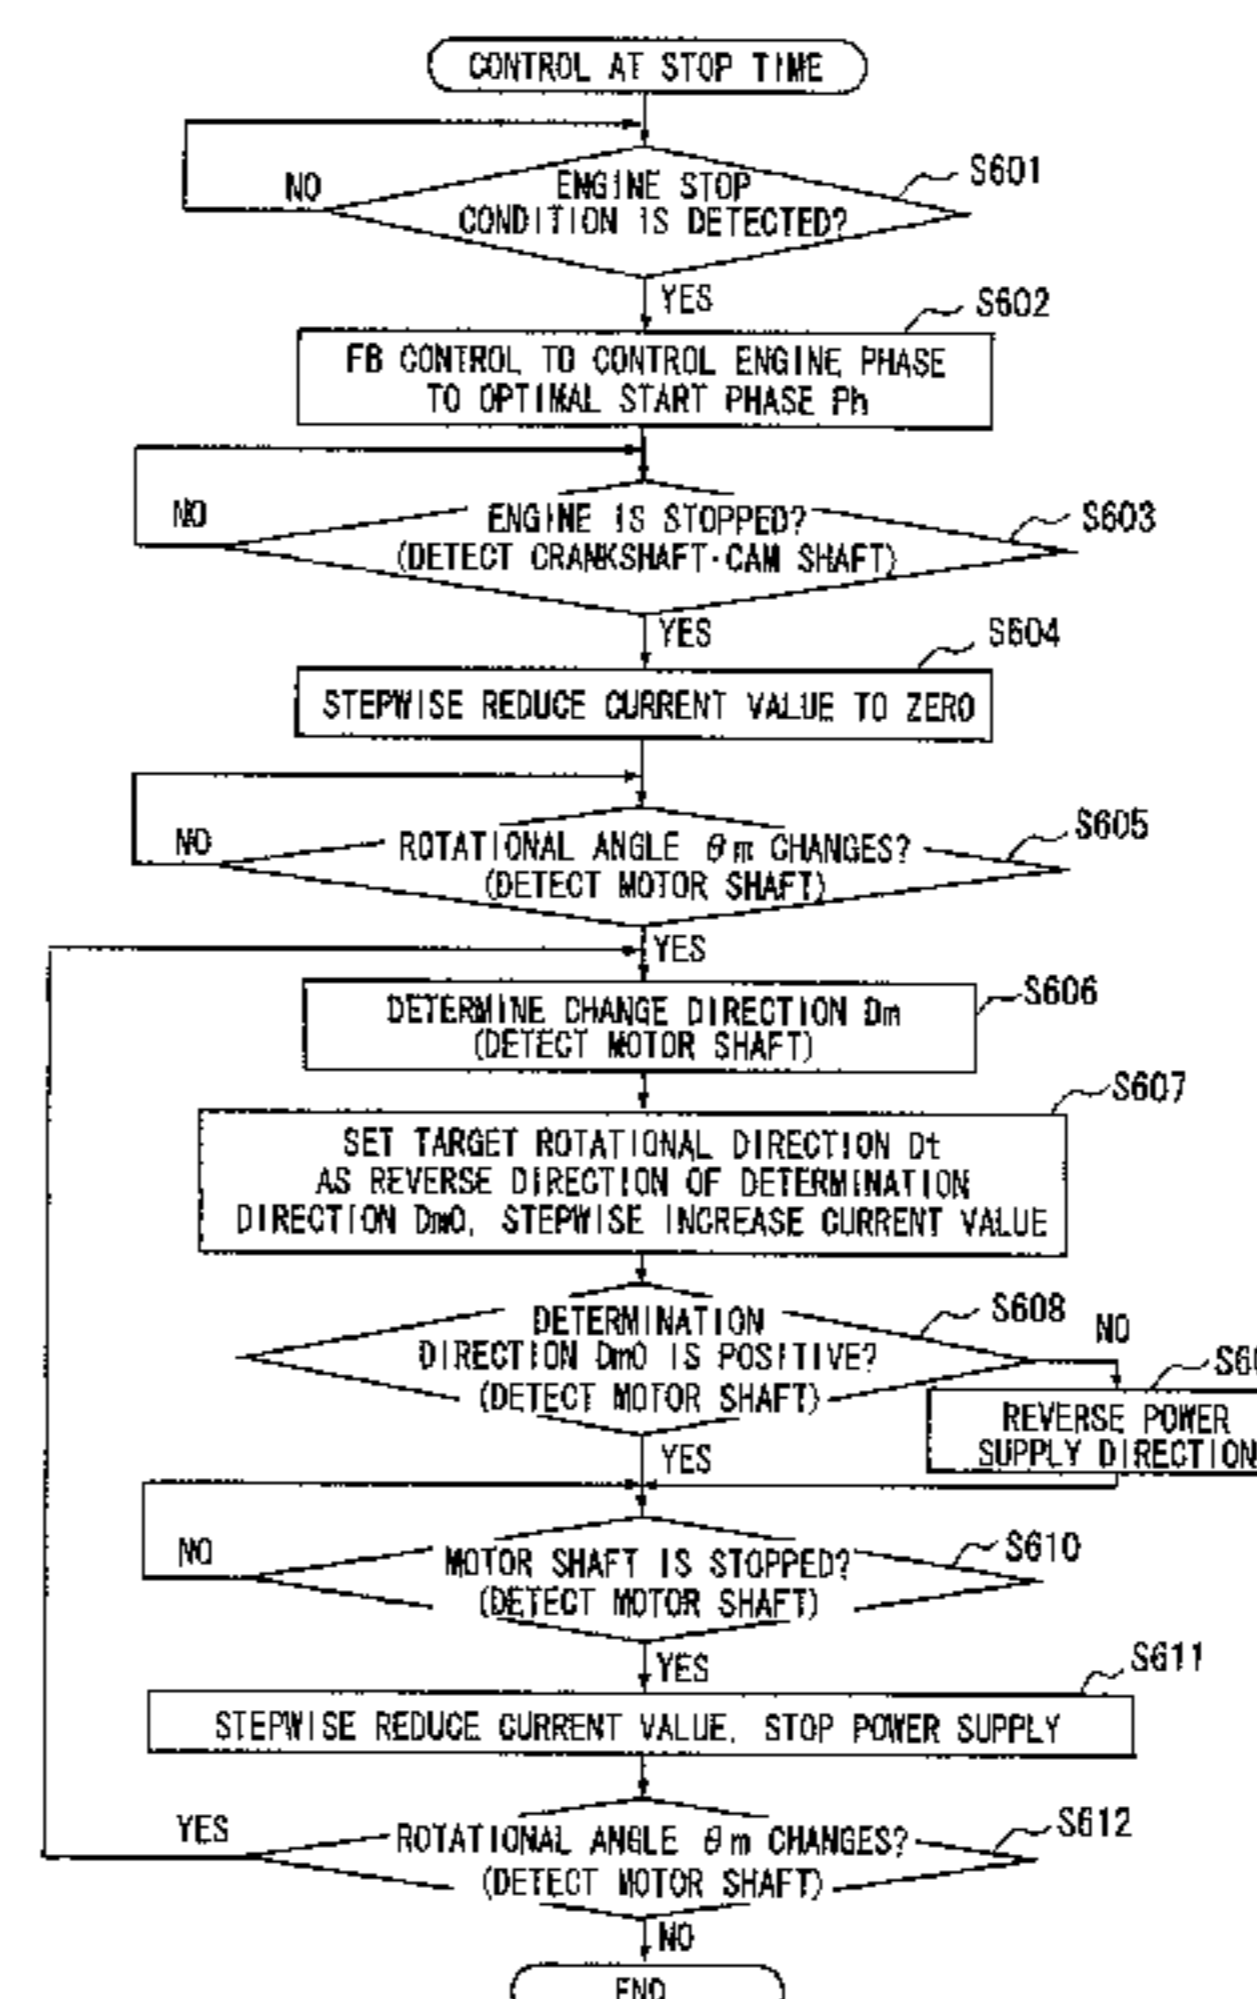 CONTROL AT STOP TIME
S601
NO
ENGINE STOP
CONDITION IS DETECTED?
YES
S602
FB CONTROL TO CONTROL ENGINE PHASE
TO OPTIMAL START PHASE Ph
NO
ENGINE IS STOPPED?
S603
(DETECT CRANKSHAFT·CAM SHAFT)
YES
S604
STEPWISE REDUCE CURRENT VALUE TO ZERO
NO
ROTATIONAL ANGLE θm CHANGES?
S605
(DETECT MOTOR SHAFT)
YES
DETERMINE CHANGE DIRECTION Dm
S606
(DETECT MOTOR SHAFT)
S607
SET TARGET ROTATIONAL DIRECTION Dt
AS REVERSE DIRECTION OF DETERMINATION
DIRECTION Dm0, STEPWISE INCREASE CURRENT VALUE
S608
DETERMINATION
NO
DIRECTION Dm0 IS POSITIVE?
(DETECT MOTOR SHAFT)
REVERSE POWER
SUPPLY DIRECTION
YES
NO
MOTOR SHAFT IS STOPPED?
S610
(DETECT MOTOR SHAFT)
YES
S611
STEPWISE REDUCE CURRENT VALUE, STOP POWER SUPPLY
YES
ROTATIONAL ANGLE θm CHANGES?
S612
(DETECT MOTOR SHAFT)
NO
END